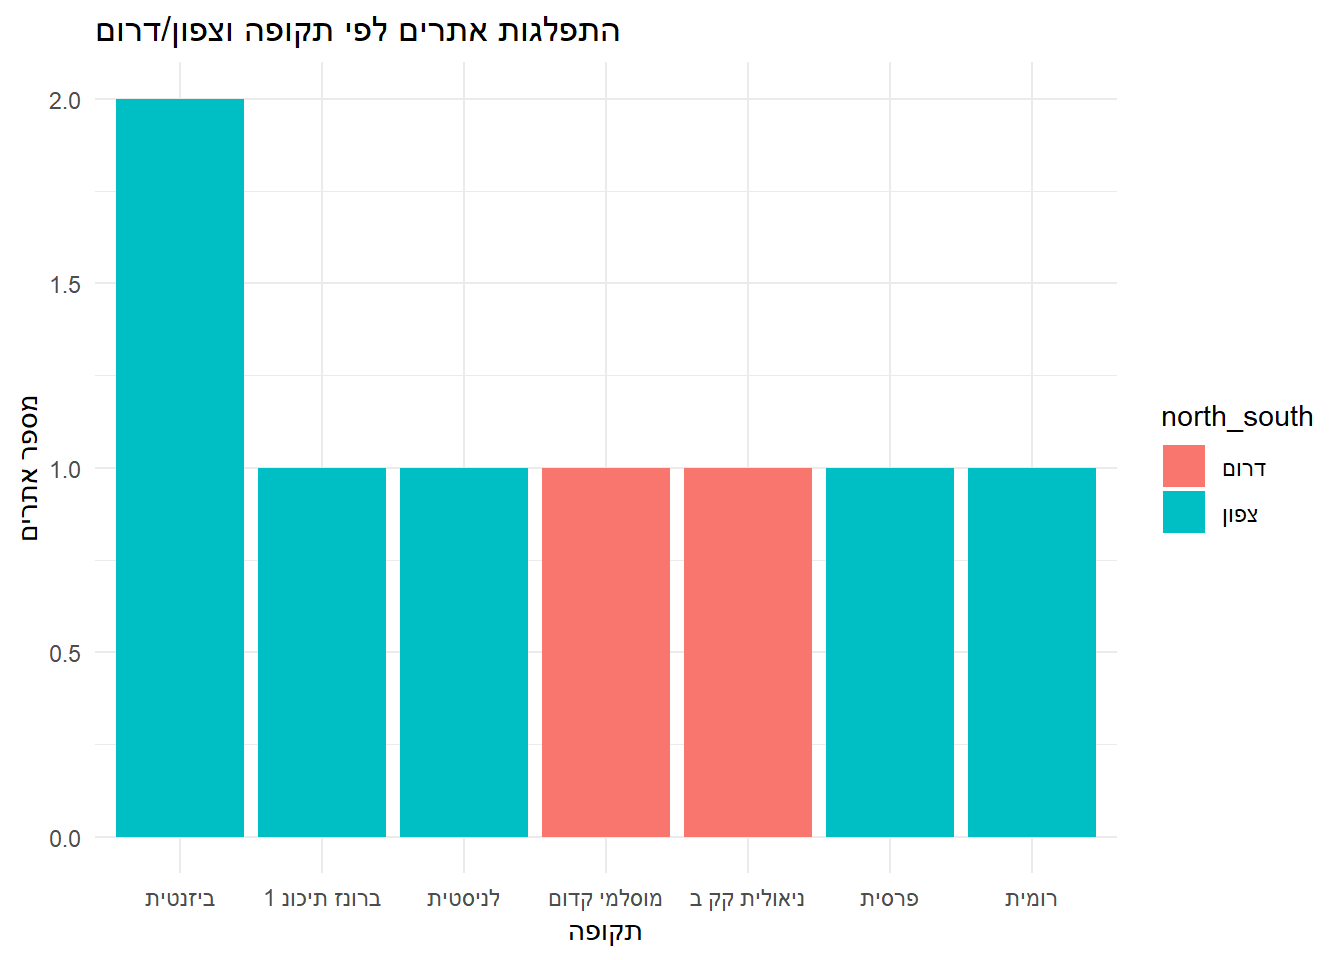 התפלגות אתרים לפי תקופה וצפון/דרום
מספר אתרים
2.0
1.5
1.0
0.5
0.0
ביזנטית
ברונז תיכונ 1
לניסטית
מוסלמי קדום
ניאולית קק ב
פרסית
רומית
תקופה
north_south
דרום
צפון